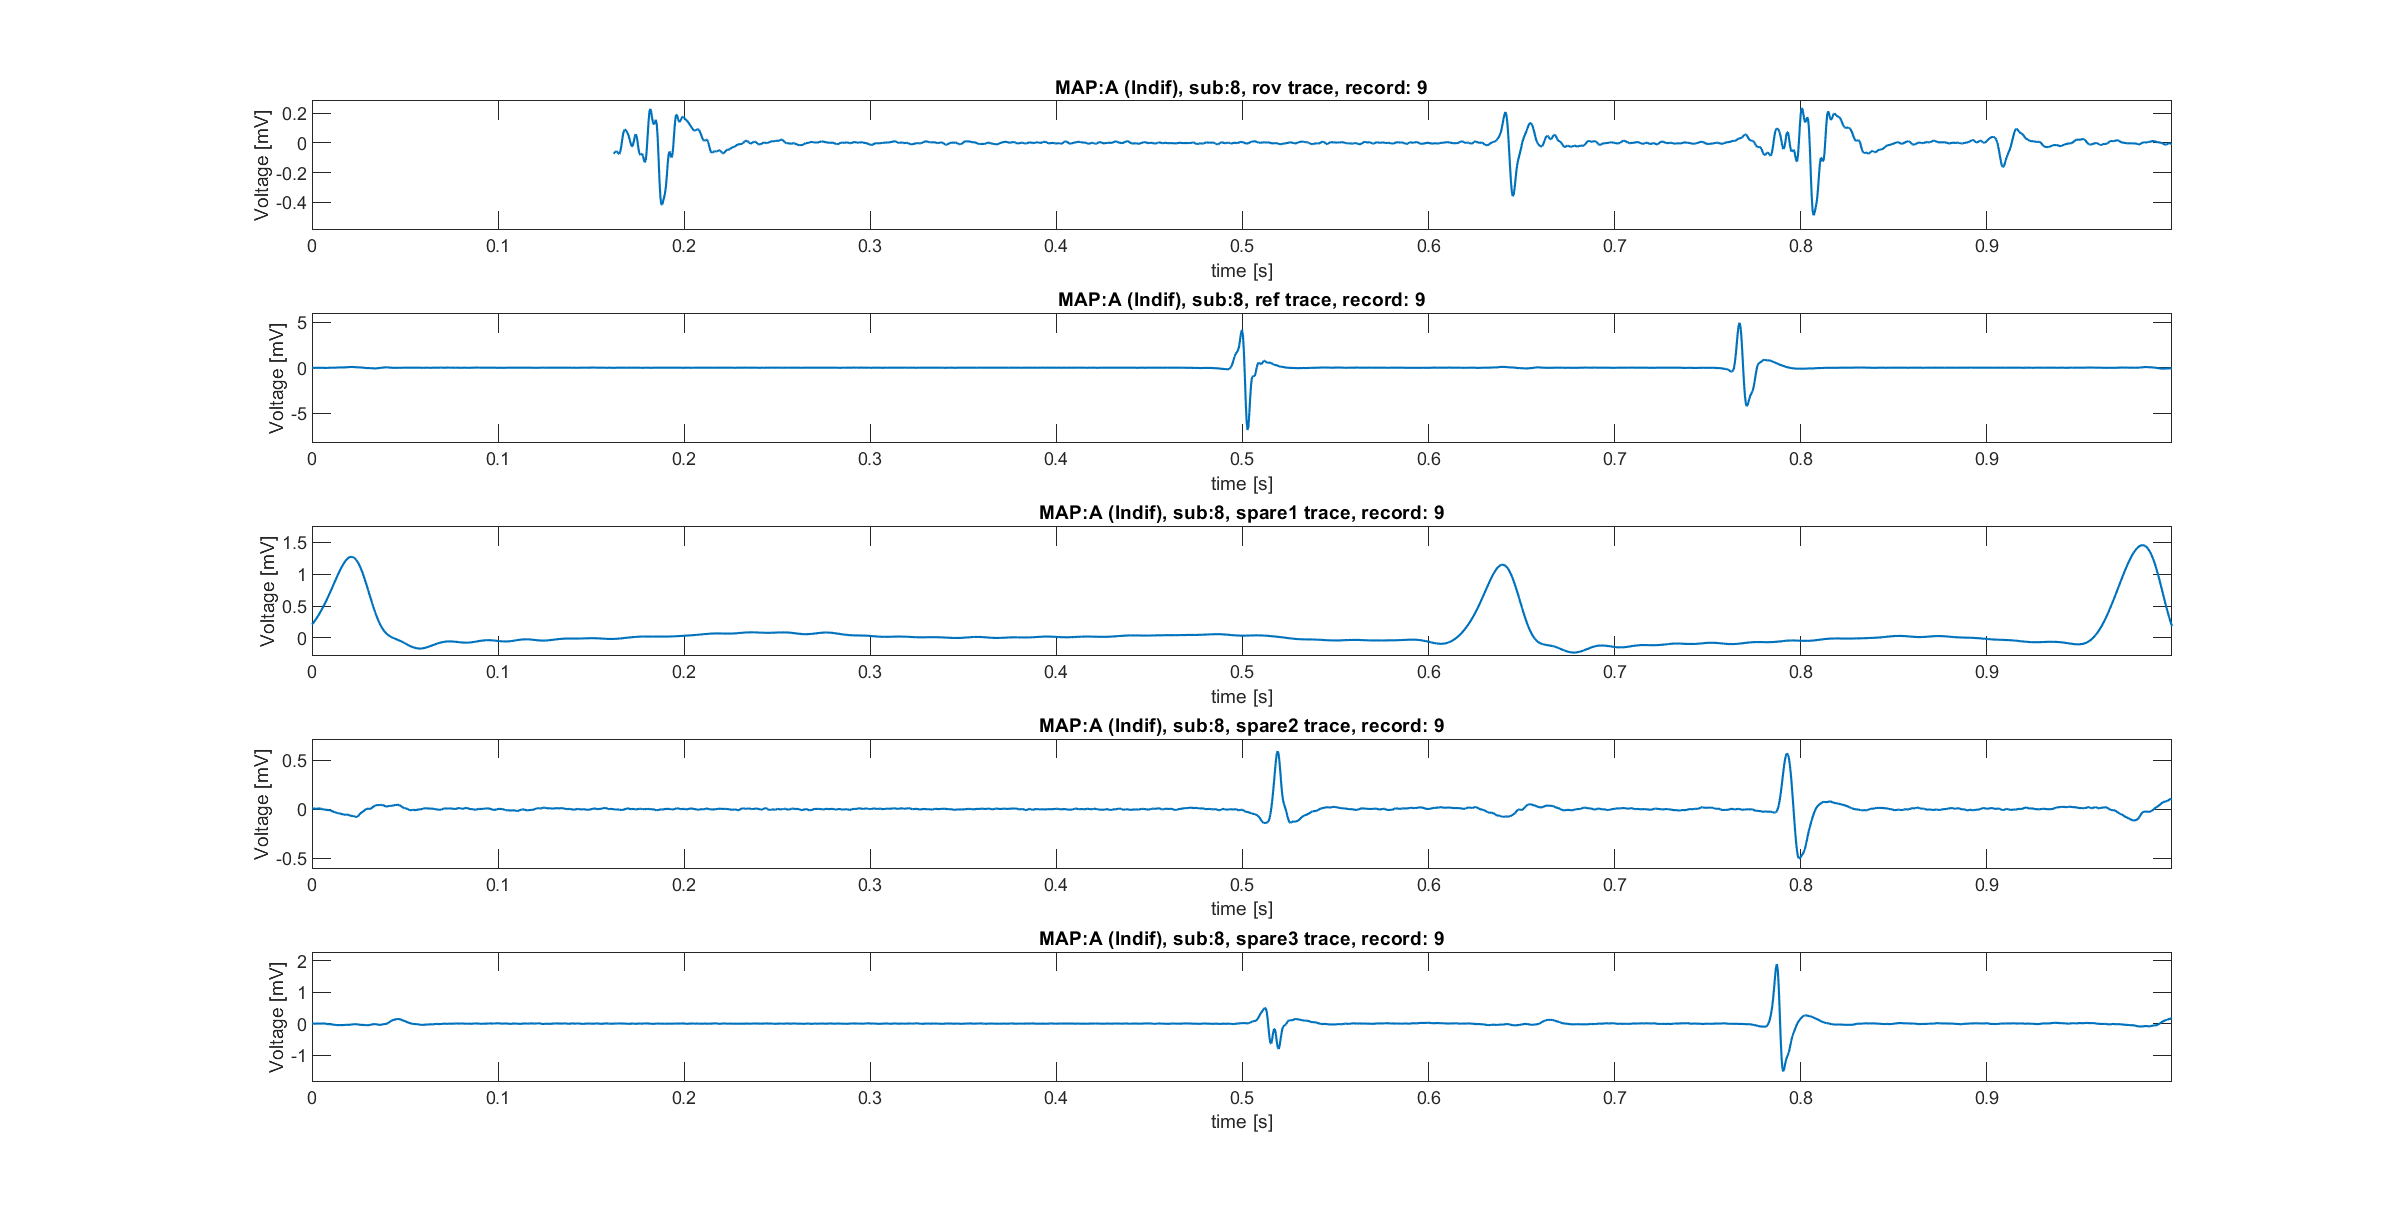 MAP:A (Indif), sub:8, rov trace, record: 9
Voltage [mV]
0.2
0
-0.2
-0.4
0 0.1 0.2 0.3 0.4 0.5 0.6 0.7 0.8 0.9
time [s]
MAP:A (Indif), sub:8, ref trace, record: 9
Voltage [mV]
5
0
-5
0 0.1 0.2 0.3 0.4 0.5 0.6 0.7 0.8 0.9
time [s]
MAP:A (Indif), sub:8, spare1 trace, record: 9
Voltage [mV]
1.5
1
0.5
0
0 0.1 0.2 0.3 0.4 0.5 0.6 0.7 0.8 0.9
time [s]
MAP:A (Indif), sub:8, spare2 trace, record: 9
Voltage [mV]
0.5
0
-0.5
0 0.1 0.2 0.3 0.4 0.5 0.6 0.7 0.8 0.9
time [s]
MAP:A (Indif), sub:8, spare3 trace, record: 9
Voltage [mV]
2
1
0
-1
0 0.1 0.2 0.3 0.4 0.5 0.6 0.7 0.8 0.9
time [s]